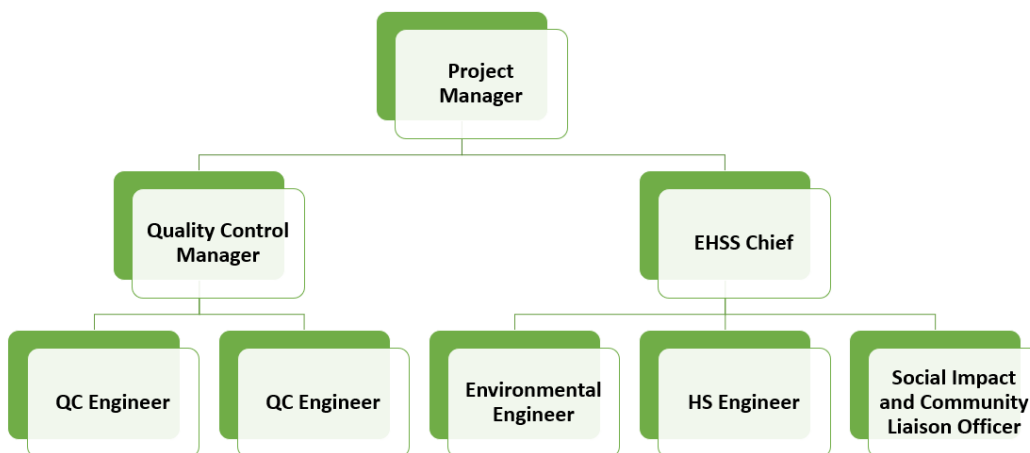 Project
Manager
Quality Control
Manager
EHSS Chief
QC Engineer
QC Engineer
Environmental
Engineer
HS Engineer
Social Impact
and Community
Liaison Officer